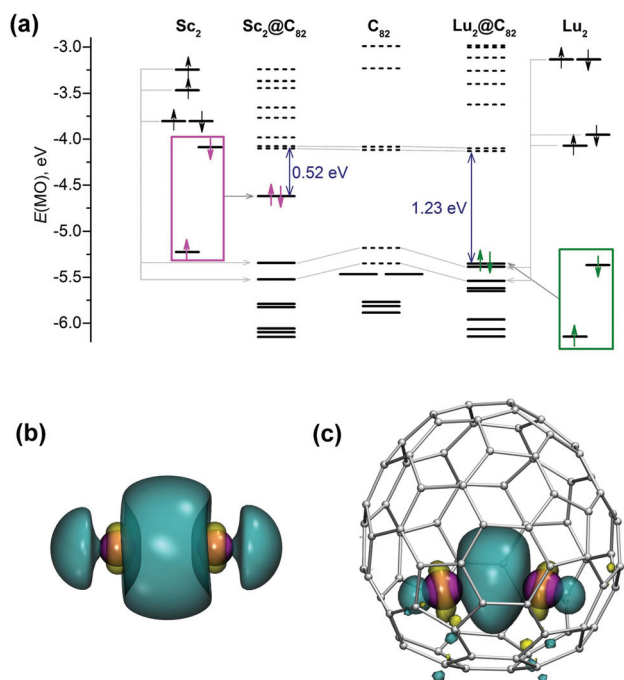 (a)
Sc₂ Sc₂@C₈₂ C₈₂ Lu₂@C₈₂ Lu₂
-3.0
-3.5
-4.0
0.52 eV
-4.5
1.23 eV
-5.0
-5.5
-6.0
E(MO), eV
(b) (c)